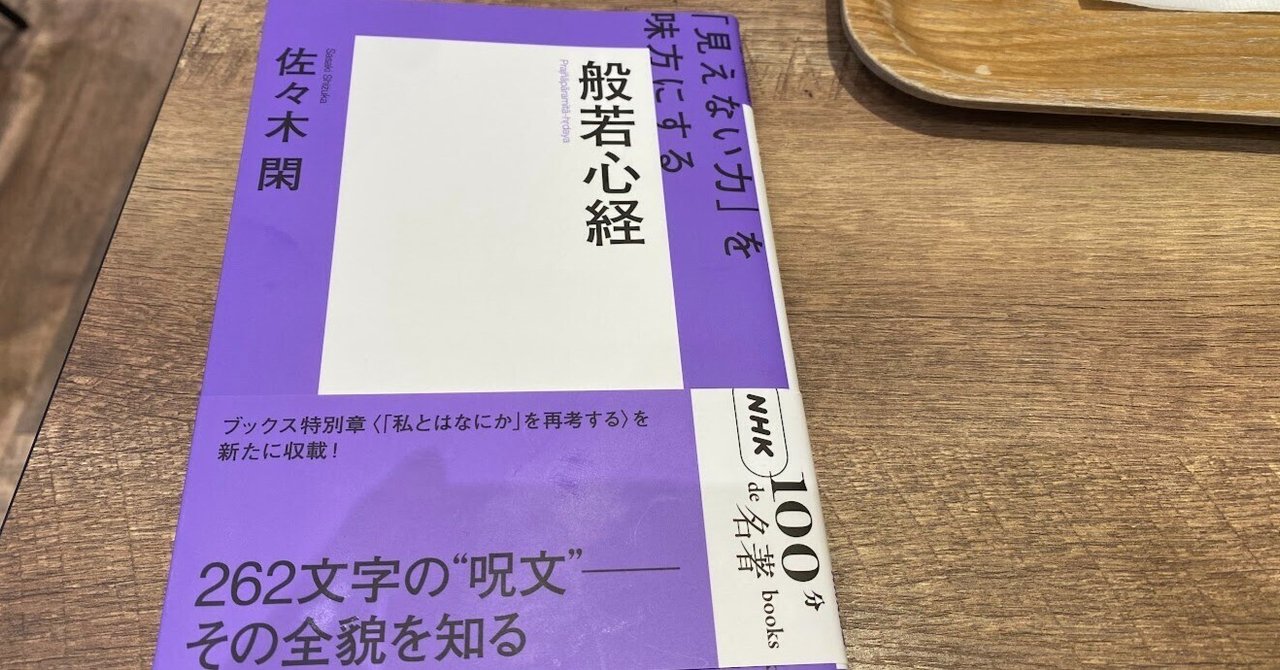 「見えない力」を
味方にする
般若心経
Prajñāpāramitā-hṛdaya
佐々木 閑
Sasaki Shizuka
ブックス特別章〈「私とはなにか」を再考する〉を
新たに収載！
262文字の“呪文”――
その全貌を知る
NHK
100分
de 名著
books